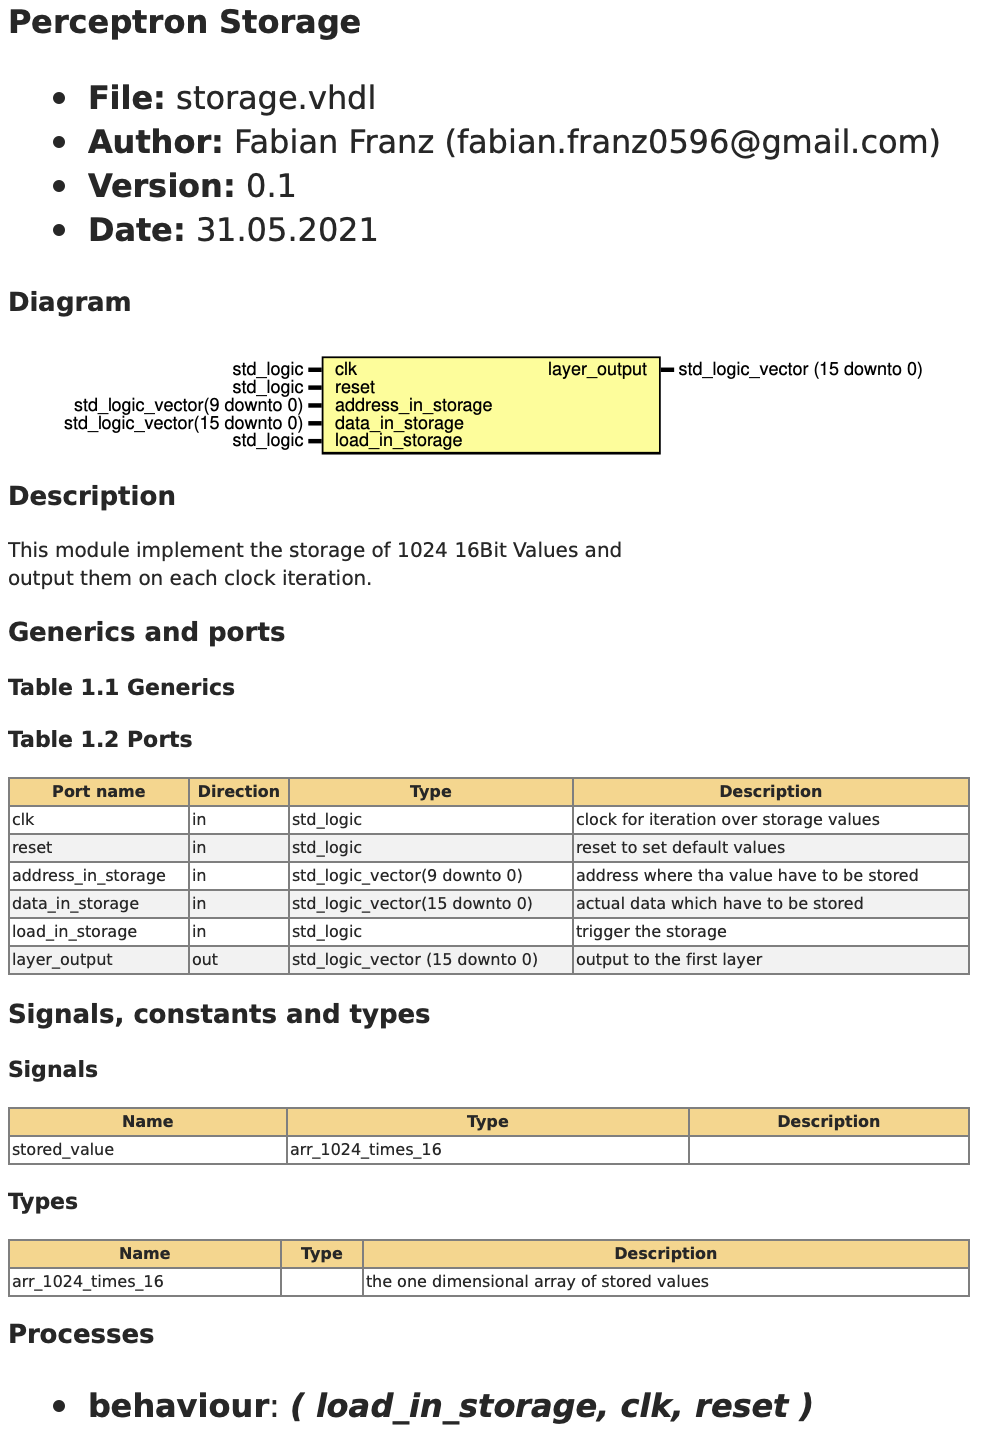 Perceptron Storage
• File: storage.vhdl
• Author: Fabian Franz (fabian.franz0596@gmail.com)
• Version: 0.1
• Date: 31.05.2021
Diagram
std_logic clk layer_output std_logic_vector (15 downto 0)
std_logic reset
std_logic_vector(9 downto 0) address_in_storage
std_logic_vector(15 downto 0) data_in_storage
std_logic load_in_storage
Description
This module implement the storage of 1024 16Bit Values and
output them on each clock iteration.
Generics and ports
Table 1.1 Generics
Table 1.2 Ports
Port name Direction Type Description
clk in std_logic clock for iteration over storage values
reset in std_logic reset to set default values
address_in_storage in std_logic_vector(9 downto 0) address where tha value have to be stored
data_in_storage in std_logic_vector(15 downto 0) actual data which have to be stored
load_in_storage in std_logic trigger the storage
layer_output out std_logic_vector (15 downto 0) output to the first layer
Signals, constants and types
Signals
Name Type Description
stored_value arr_1024_times_16
Types
Name Type Description
arr_1024_times_16 the one dimensional array of stored values
Processes
• behaviour: ( load_in_storage, clk, reset )